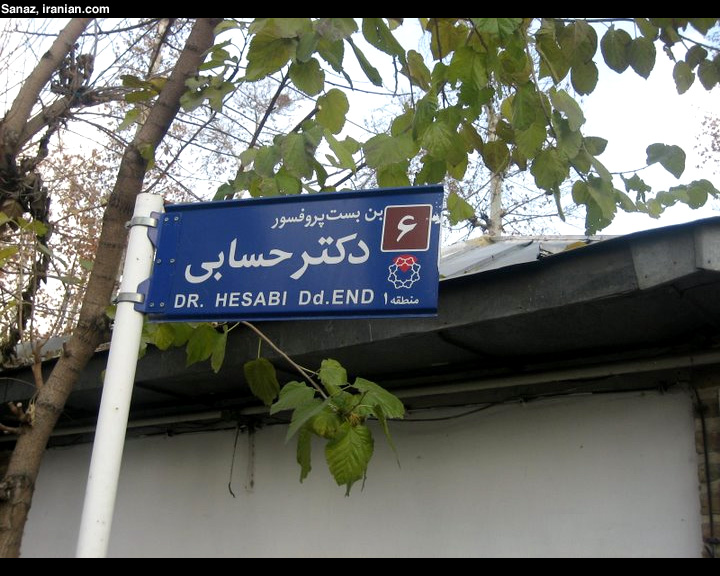 Sanaz, iranian.com
بن بست پروفسور
۶
دکتر حسابی
DR. HESABI Dd.END
منطقه ۱